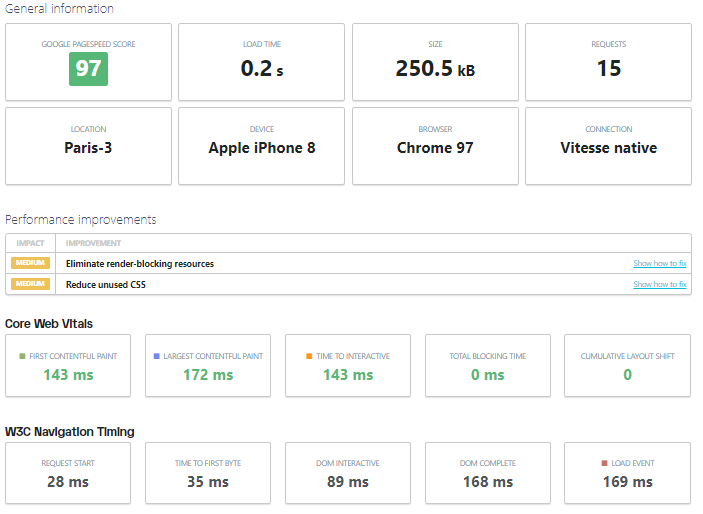 General information
GOOGLE PAGESPEED SCORE LOAD TIME SIZE REQUESTS
97 0.2 s 250.5 kB 15
LOCATION DEVICE BROWSER CONNECTION
Paris-3 Apple iPhone 8 Chrome 97 Vitesse native
Performance improvements
IMPACT IMPROVEMENT
MEDIUM Eliminate render-blocking resources Show how to fix
MEDIUM Reduce unused CSS Show how to fix
Core Web Vitals
FIRST CONTENTFUL PAINT LARGEST CONTENTFUL PAINT TIME TO INTERACTIVE TOTAL BLOCKING TIME CUMULATIVE LAYOUT SHIFT
143 ms 172 ms 143 ms 0 ms 0
W3C Navigation Timing
REQUEST START TIME TO FIRST BYTE DOM INTERACTIVE DOM COMPLETE LOAD EVENT
28 ms 35 ms 89 ms 168 ms 169 ms